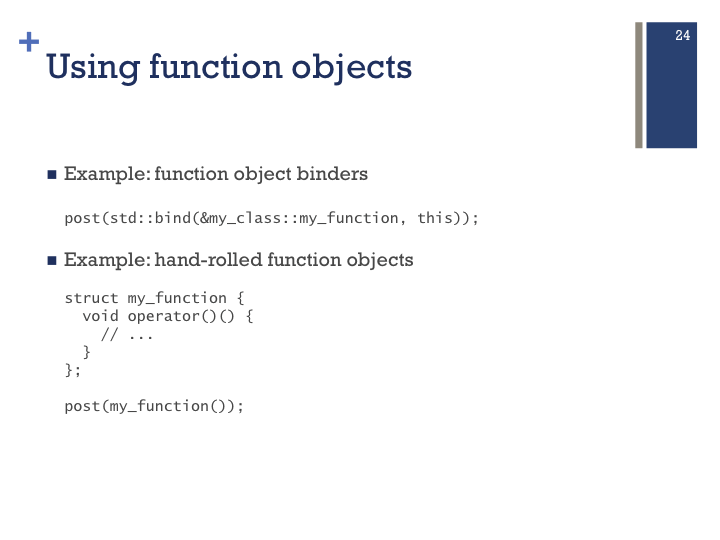 24
+
Using function objects
Example: function object binders
post(std::bind(&my_class::my_function, this));
Example: hand-rolled function objects
struct my_function {
  void operator()() {
    // ...
  }
};
post(my_function());